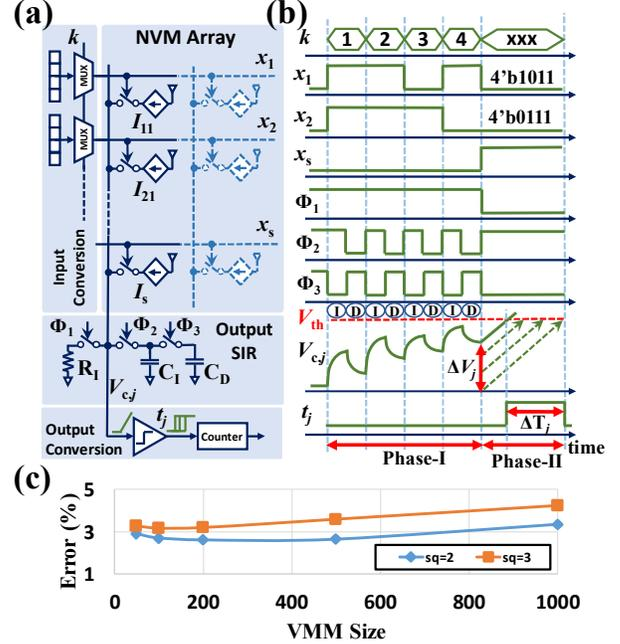 (a)
k
NVM Array
MUX
x1
I11
MUX
x2
I21
Input Conversion
xs
Is
Φ1 Φ2 Φ3 Output SIR
RI CI CD
Vc,j
Output Conversion tj Counter
(b)
k 1 2 3 4 xxx
x1 4'b1011
x2 4'b0111
xs
Φ1
Φ2
Φ3
I D I D I D I D
Vth
Vc,j ΔVj
tj ΔTj
time
Phase-I Phase-II
(c)
Error (%)
5
3
1
sq=2 sq=3
0 200 400 600 800 1000
VMM Size